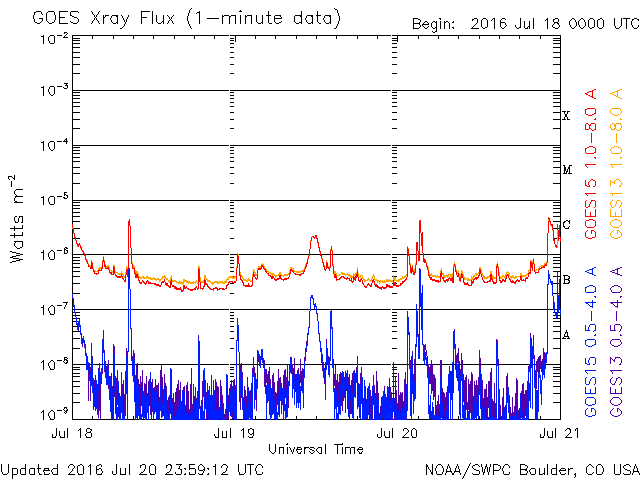 GOES Xray Flux (1-minute data)
Begin: 2016 Jul 18 0000 UTC
Watts m⁻²
10⁻²
10⁻³
10⁻⁴
10⁻⁵
10⁻⁶
10⁻⁷
10⁻⁸
10⁻⁹
X
M
C
B
A
GOES15 1.0-8.0 A
GOES13 1.0-8.0 A
GOES15 0.5-4.0 A
GOES13 0.5-4.0 A
Jul 18
Jul 19
Jul 20
Jul 21
Universal Time
Updated 2016 Jul 20 23:59:12 UTC
NOAA/SWPC Boulder, CO USA